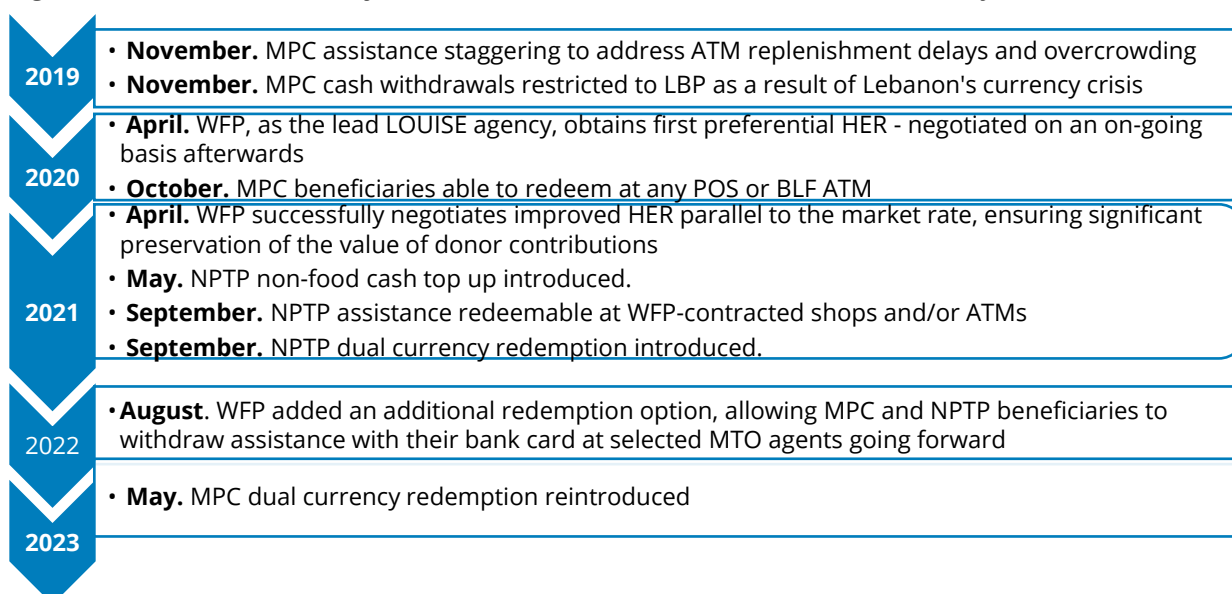 2019
• November. MPC assistance staggering to address ATM replenishment delays and overcrowding
• November. MPC cash withdrawals restricted to LBP as a result of Lebanon's currency crisis
2020
• April. WFP, as the lead LOUISE agency, obtains first preferential HER - negotiated on an on-going
basis afterwards
• October. MPC beneficiaries able to redeem at any POS or BLF ATM
2021
• April. WFP successfully negotiates improved HER parallel to the market rate, ensuring significant
preservation of the value of donor contributions
• May. NPTP non-food cash top up introduced.
• September. NPTP assistance redeemable at WFP-contracted shops and/or ATMs
• September. NPTP dual currency redemption introduced.
2022
• August. WFP added an additional redemption option, allowing MPC and NPTP beneficiaries to
withdraw assistance with their bank card at selected MTO agents going forward
2023
• May. MPC dual currency redemption reintroduced